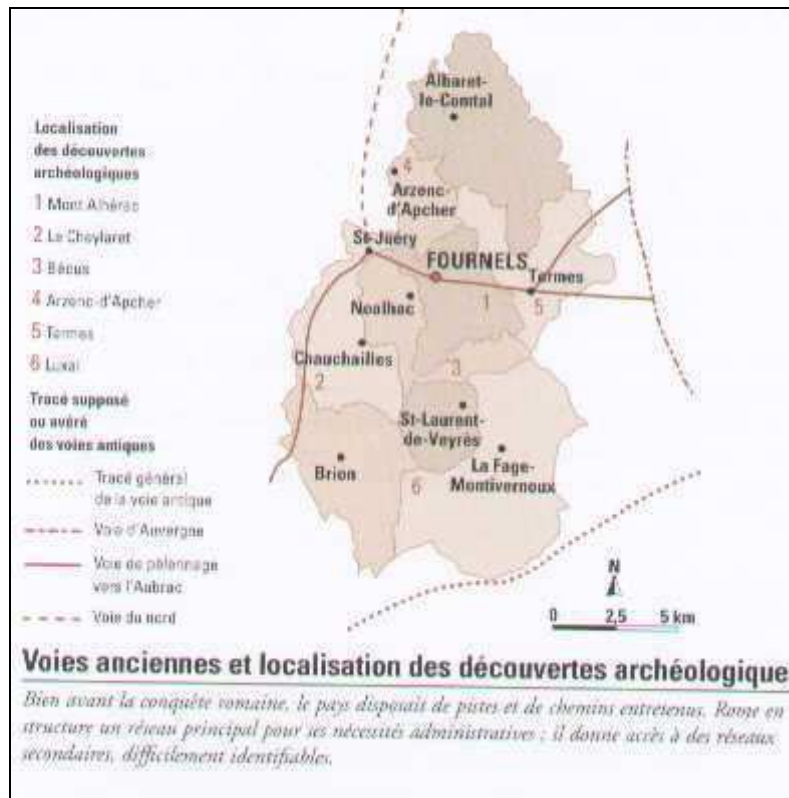 Localisation
des découvertes
archéologiques
1 Mont Alhérac
2 Le Cheylaret
3 Bécus
4 Arzenc-d'Apcher
5 Termes
6
Tracé supposé
ou avéré
des voies antiques
Tracé général
de la voie antique
Voie d'Auvergne
Voie de pèlerinage
vers l'Aubrac
Voie du nord
Albaret-
le-Comtal
4
Arzenc-
d'Apcher
St-Juéry
FOURNELS
Termes
Noalhac
1
5
Chauchailles
2
3
St-Laurent-
de-Veyrès
Brion
La Fage-
Montivernoux
6
N
0 2,5 5 km
Voies anciennes et localisation des découvertes archéologique
Bien avant la conquête romaine, le pays disposait de pistes et de chemins entretenus. Rome en
structure un réseau principal pour ses nécessités administratives ; il donne accès à des réseaux
secondaires, difficilement identifiables.